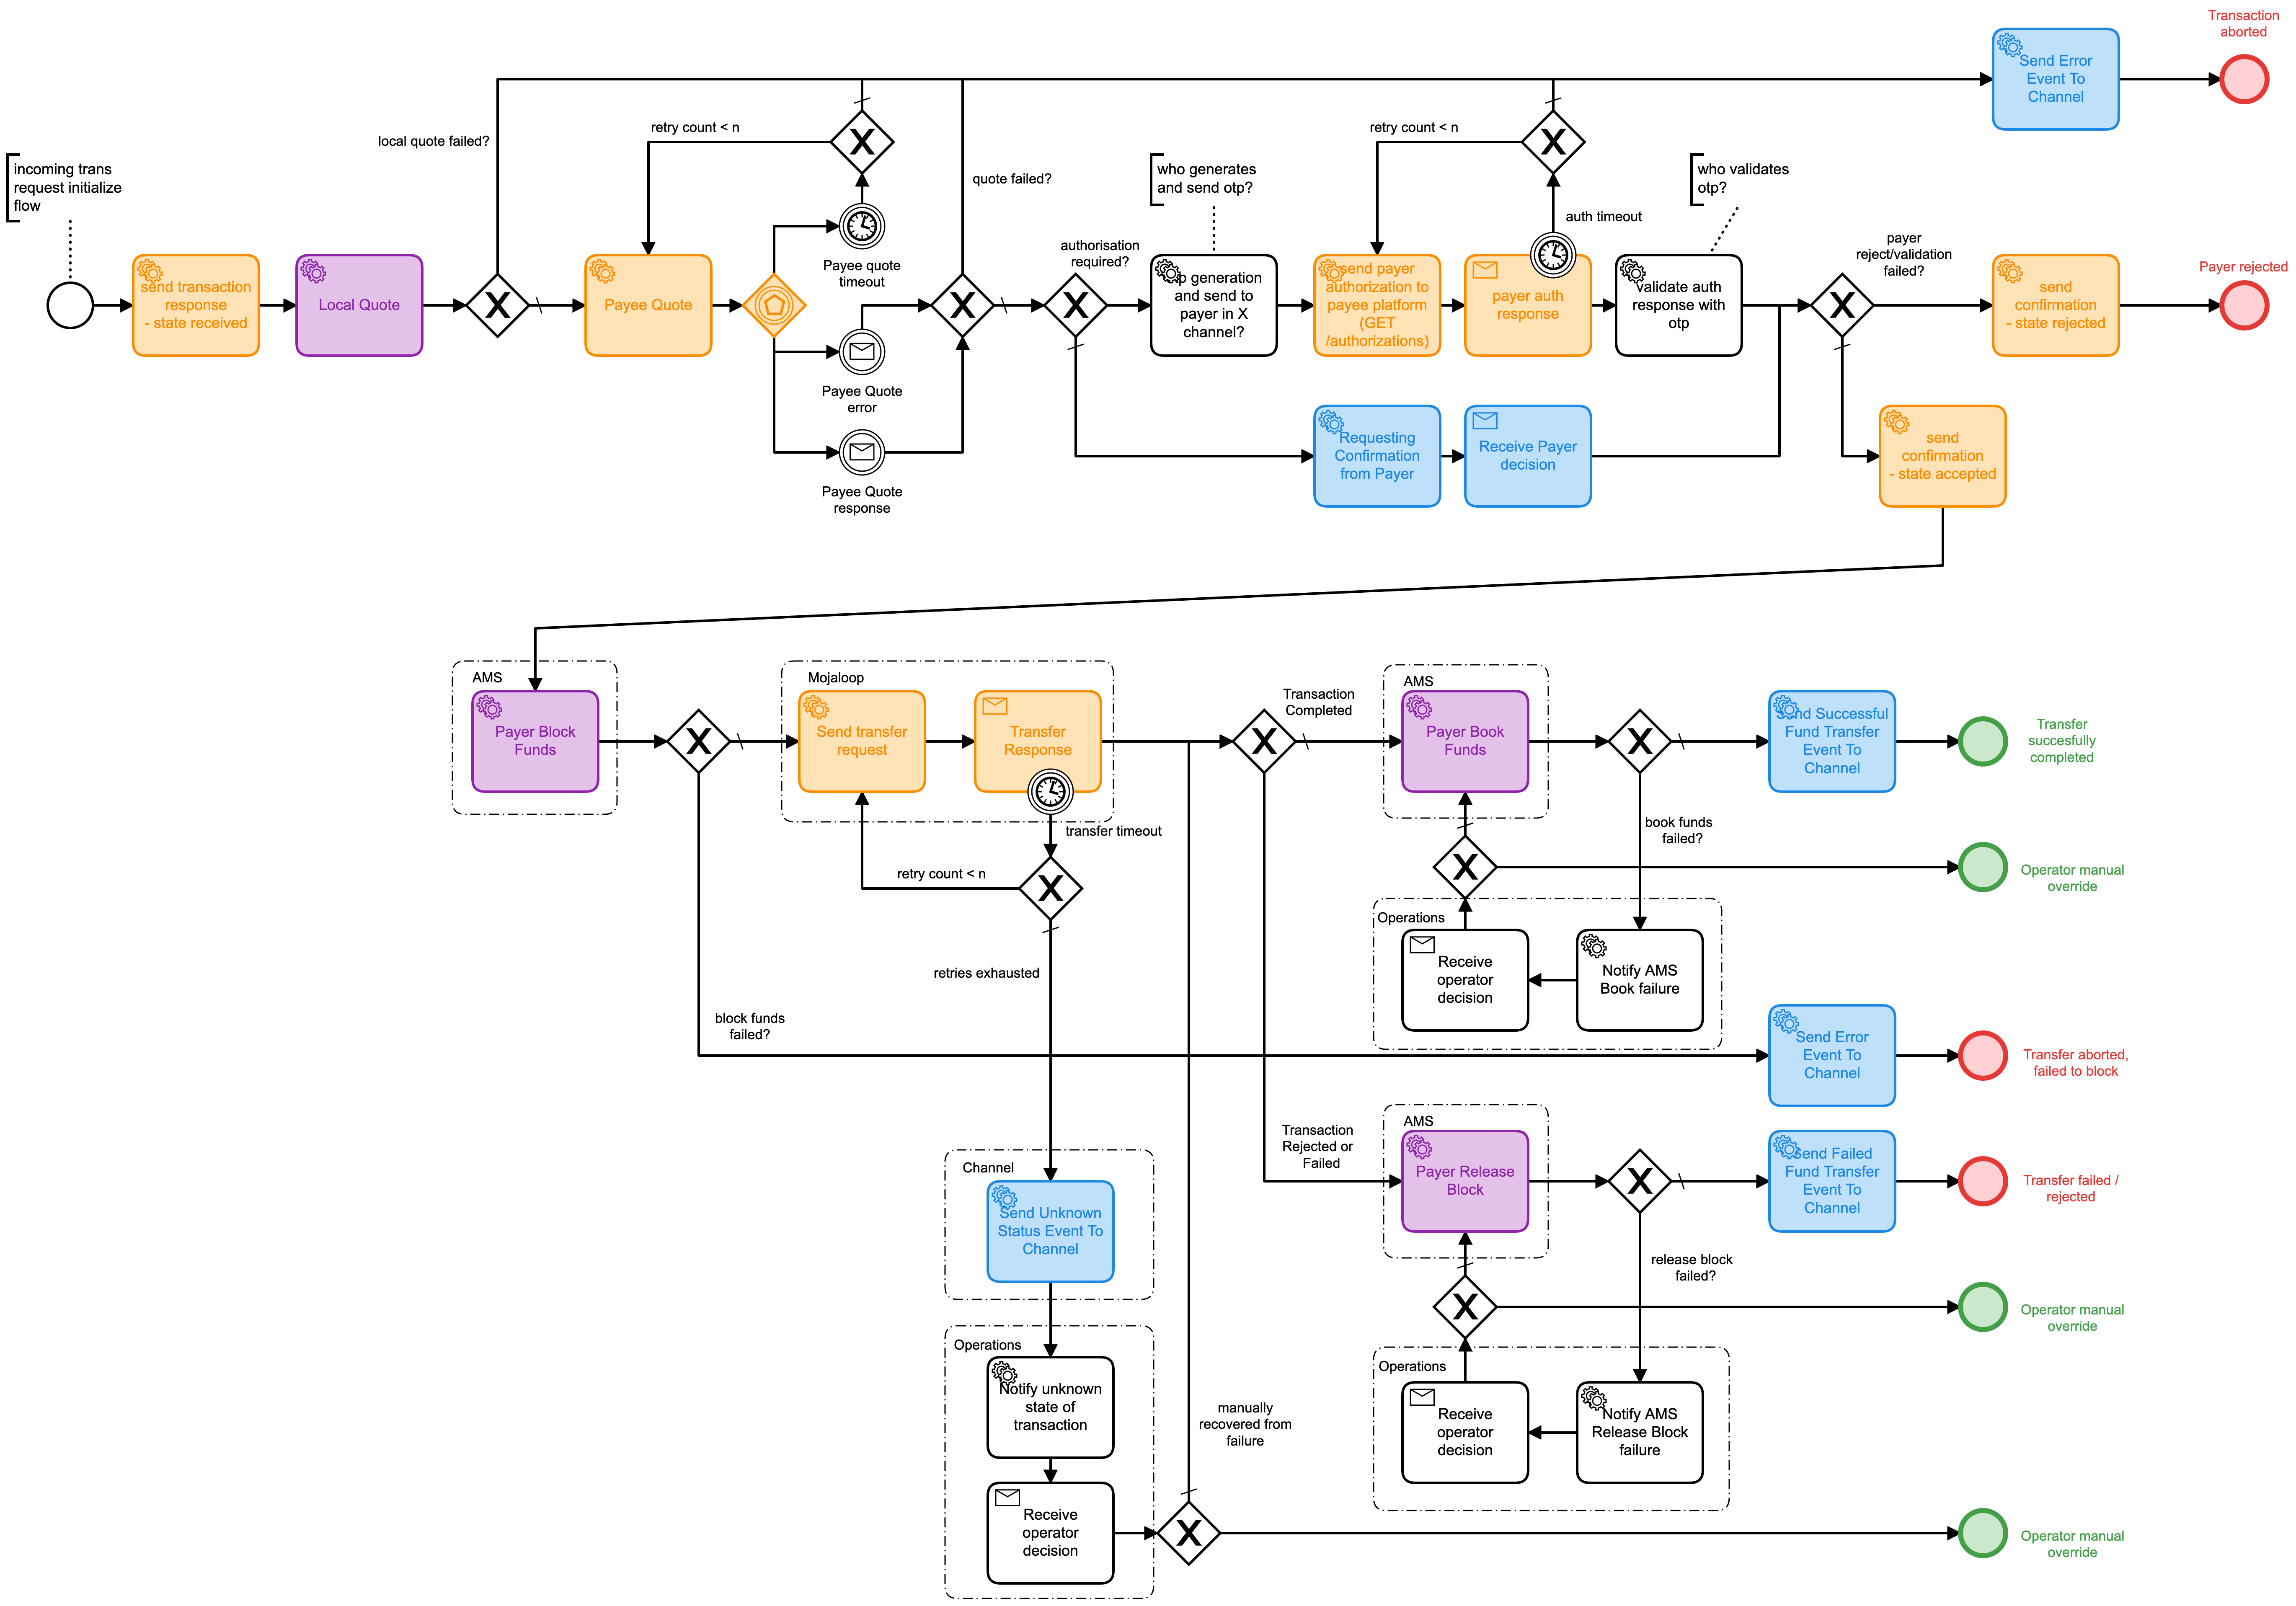 Transaction
aborted
Send Error
Event To
Channel
local quote failed?
retry count < n
retry count < n
incoming trans
request initialize
flow
quote failed?
who generates
and send otp?
who validates
otp?
auth timeout
authorisation
required?
payer
reject/validation
failed?
Payer rejected
send transaction
response
- state received
Local Quote
Payee Quote
Payee quote
timeout
generation
and send to
payer in X
channel?
send payer
authorization to
payee platform
(GET
/authorizations)
payer auth
response
validate auth
response with
otp
send
confirmation
- state rejected
Payee Quote
error
Payee Quote
response
Requesting
Confirmation
from Payer
Receive Payer
decision
send
confirmation
- state accepted
AMS
Payer Block
Funds
Mojaloop
Send transfer
request
Transfer
Response
transfer timeout
retry count < n
retries exhausted
block funds
failed?
Transaction
Completed
AMS
Payer Book
Funds
Send Successful
Fund Transfer
Event To
Channel
Transfer
succesfully
completed
book funds
failed?
Operator manual
override
Operations
Receive
operator
decision
Notify AMS
Book failure
Send Error
Event To
Channel
Transfer aborted,
failed to block
Transaction
Rejected or
Failed
AMS
Payer Release
Block
Send Failed
Fund Transfer
Event To
Channel
Transfer failed /
rejected
release block
failed?
Operator manual
override
Operations
Receive
operator
decision
Notify AMS
Release Block
failure
Channel
Send Unknown
Status Event To
Channel
Operations
Notify unknown
state of
transaction
Receive
operator
decision
manually
recovered from
failure
Operator manual
override